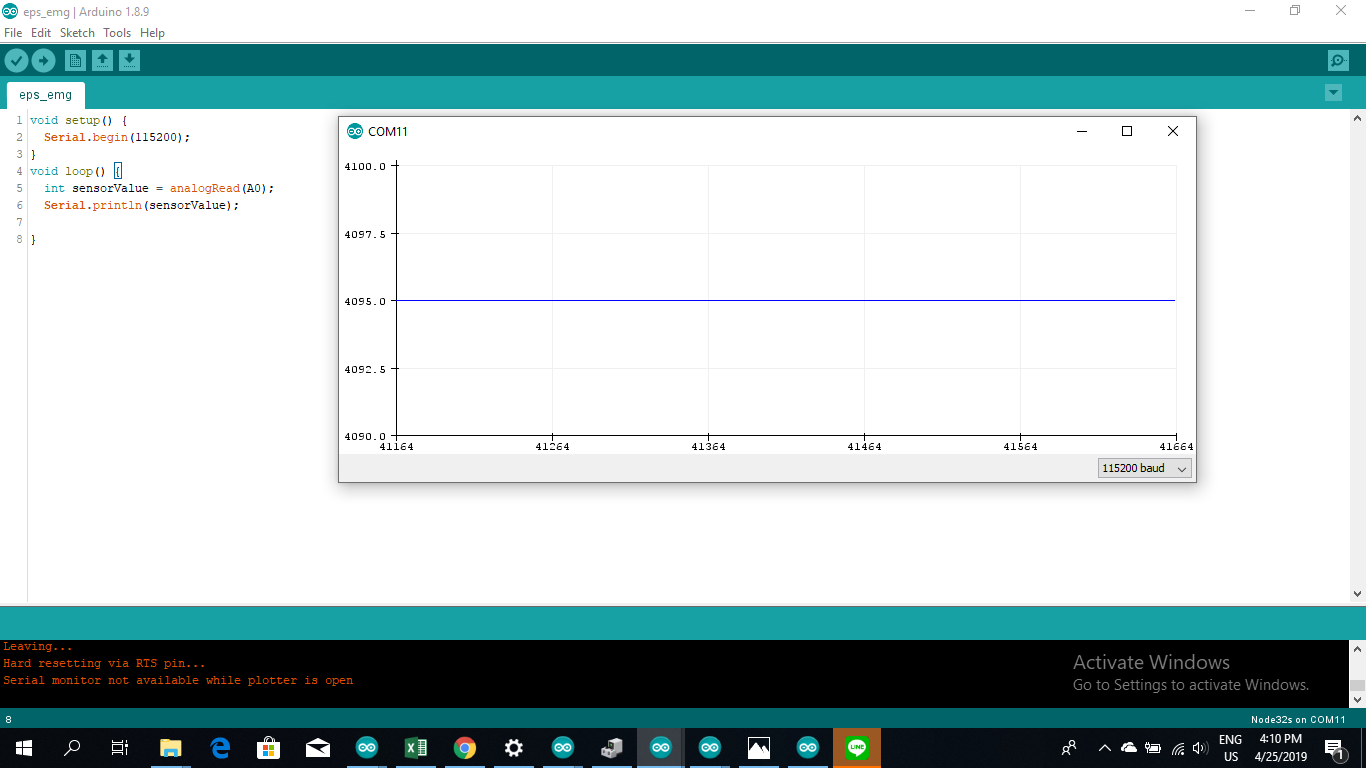 eps_emg | Arduino 1.8.9
File Edit Sketch Tools Help
eps_emg
1 void setup() {
2 Serial.begin(115200);
3 }
4 void loop() {
5 int sensorValue = analogRead(A0);
6 Serial.println(sensorValue);
7
8 }
COM11
4100.0
4097.5
4095.0
4092.5
4090.0
41164 41264 41364 41464 41564 41664
115200 baud
Leaving...
Hard resetting via RTS pin...
Serial monitor not available while plotter is open
Activate Windows
Go to Settings to activate Windows.
8
Node32s on COM11
LINE
ENG
US
4:10 PM
4/25/2019
1